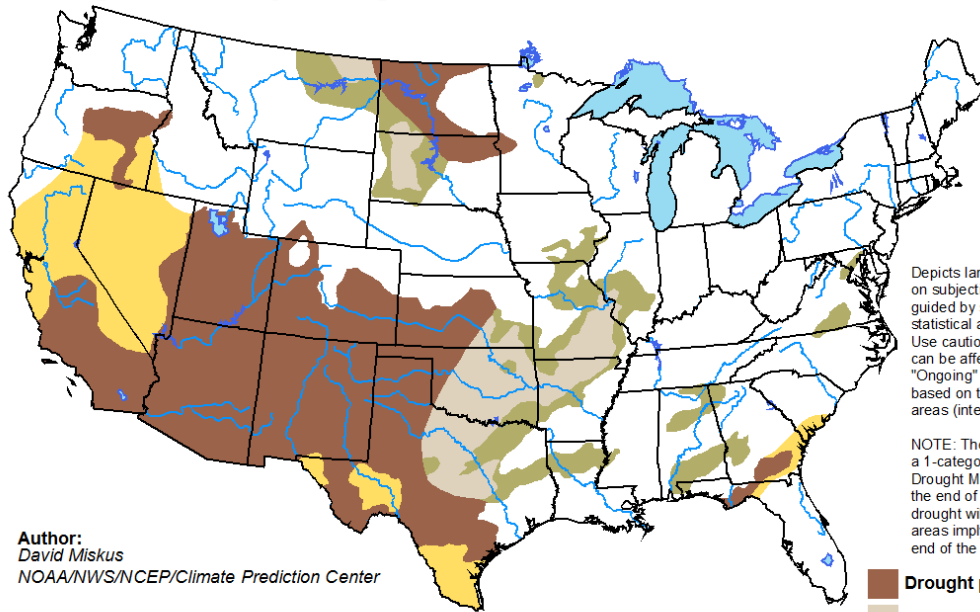 Author:
David Miskus
NOAA/NWS/NCEP/Climate Prediction Center
Depicts lar
on subject
guided by
statistical a
Use cautio
can be affe
"Ongoing"
based on t
areas (inte
NOTE: The
a 1-categor
Drought M
the end of
drought wi
areas impl
end of the
Drought p